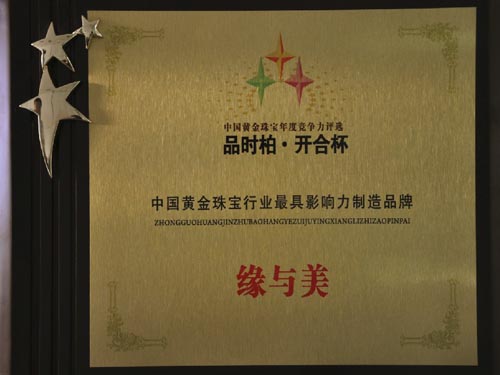 中国黄金珠宝年度竞争力评选
品时柏·开合杯
中国黄金珠宝行业最具影响力制造品牌
ZHONGGUOHUANGJINZHUBAOHANGYEZUIJUYINGXIANGLIZHIZAOPINPAI
缘与美